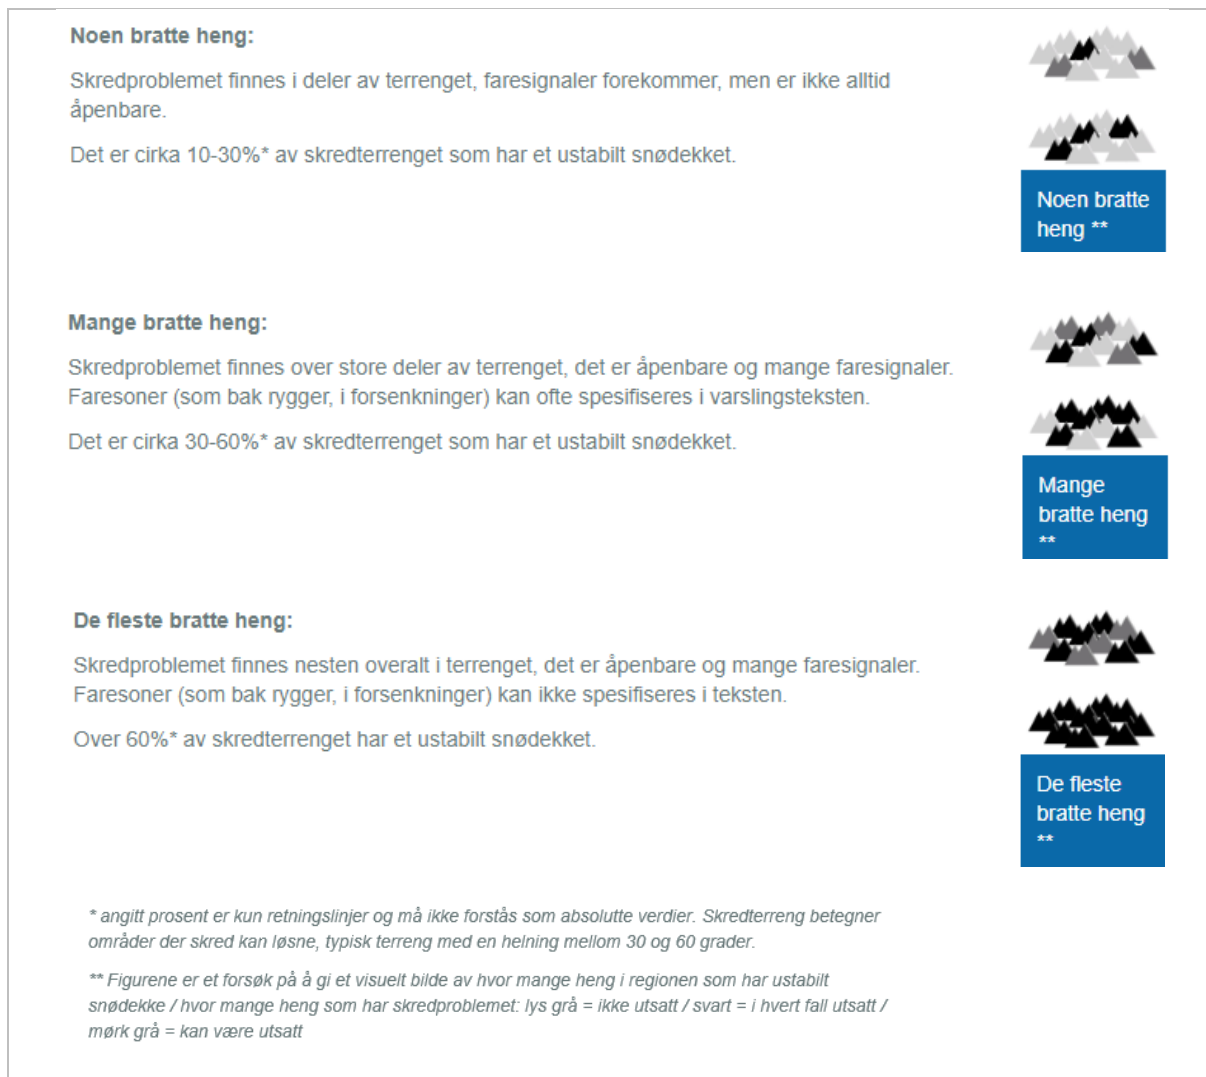 Noen bratte heng:
Skredproblemet finnes i deler av terrenget, faresignaler forekommer, men er ikke alltid
åpenbare.
Det er cirka 10-30%* av skredterrenget som har et ustabilt snødekket.
Noen bratte
heng **
Mange bratte heng:
Skredproblemet finnes over store deler av terrenget, det er åpenbare og mange faresignaler.
Faresoner (som bak rygger, i forsenkninger) kan ofte spesifiseres i varslingsteksten.
Det er cirka 30-60%* av skredterrenget som har et ustabilt snødekket.
Mange
bratte heng
**
De fleste bratte heng:
Skredproblemet finnes nesten overalt i terrenget, det er åpenbare og mange faresignaler.
Faresoner (som bak rygger, i forsenkninger) kan ikke spesifiseres i teksten.
Over 60%* av skredterrenget har et ustabilt snødekket.
De fleste
bratte heng
**
* angitt prosent er kun retningslinjer og må ikke forstås som absolutte verdier. Skredterreng betegner
områder der skred kan løsne, typisk terreng med en helning mellom 30 og 60 grader.
** Figurene er et forsøk på å gi et visuelt bilde av hvor mange heng i regionen som har ustabilt
snødekke / hvor mange heng som har skredproblemet: lys grå = ikke utsatt / svart = i hvert fall utsatt /
mørk grå = kan være utsatt